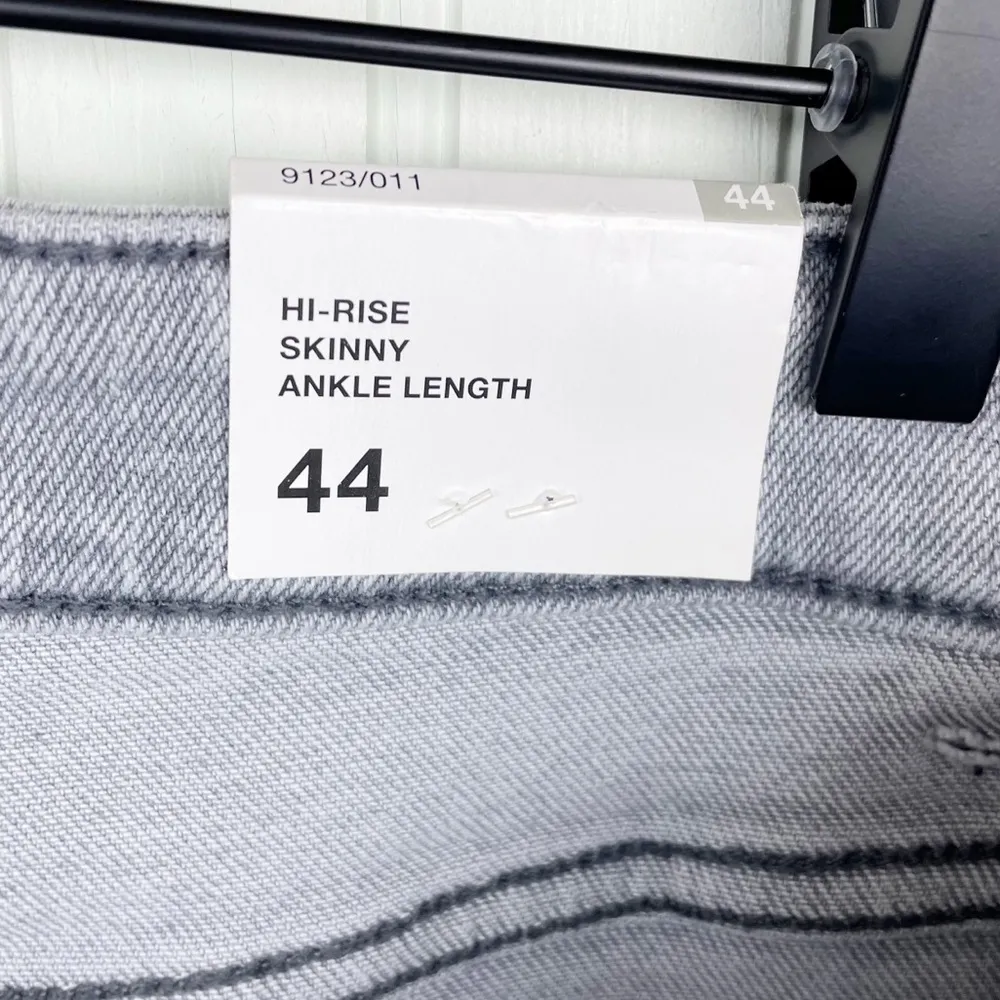 9123/011
44
HI-RISE
SKINNY
ANKLE LENGTH
44